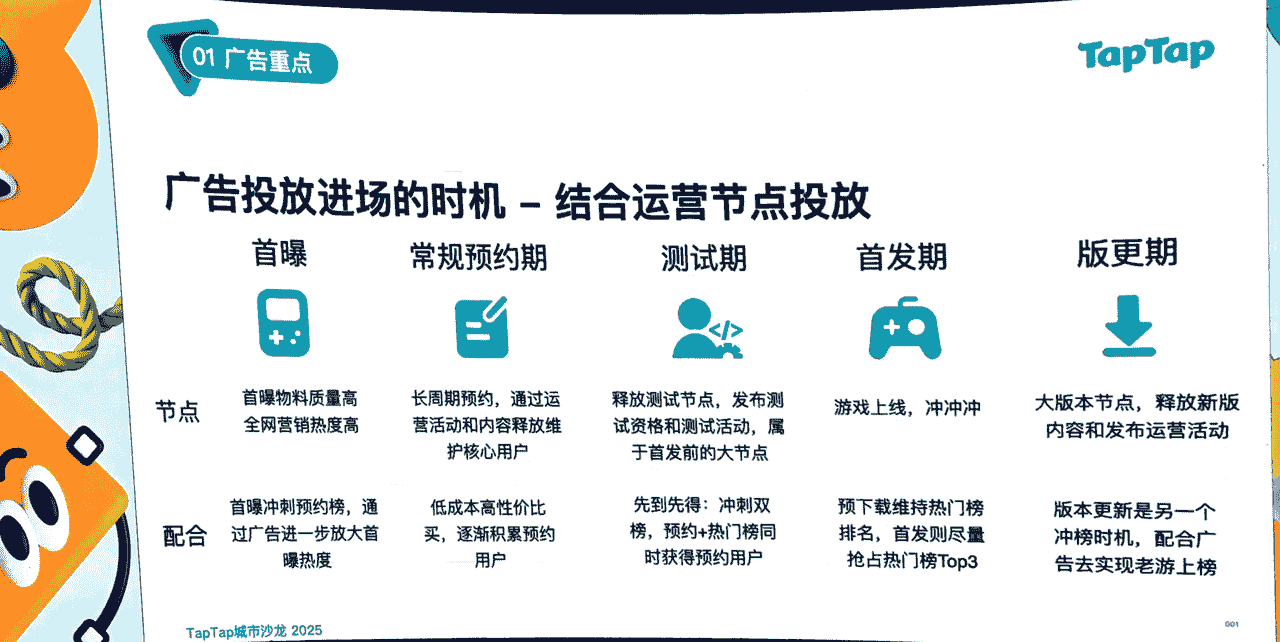 01 广告重点
TapTap
广告投放进场的时机 – 结合运营节点投放
首曝
常规预约期
测试期
首发期
版更期
节点
首曝物料质量高
全网营销热度高
长周期预约，通过运
营活动和内容释放维
护核心用户
释放测试节点，发布测
试资格和测试活动，属
于首发前的大节点
游戏上线，冲冲冲
大版本节点，释放新版
内容和发布运营活动
配合
首曝冲刺预约榜，通
过广告进一步放大首
曝热度
低成本高性价比
买，逐渐积累预约
用户
先到先得：冲刺双
榜，预约+热门榜同
时获得预约用户
预下载维持热门榜
排名，首发则尽量
抢占热门榜Top3
版本更新是另一个
冲榜时机，配合广
告去实现老游上榜
TapTap城市沙龙 2025
001